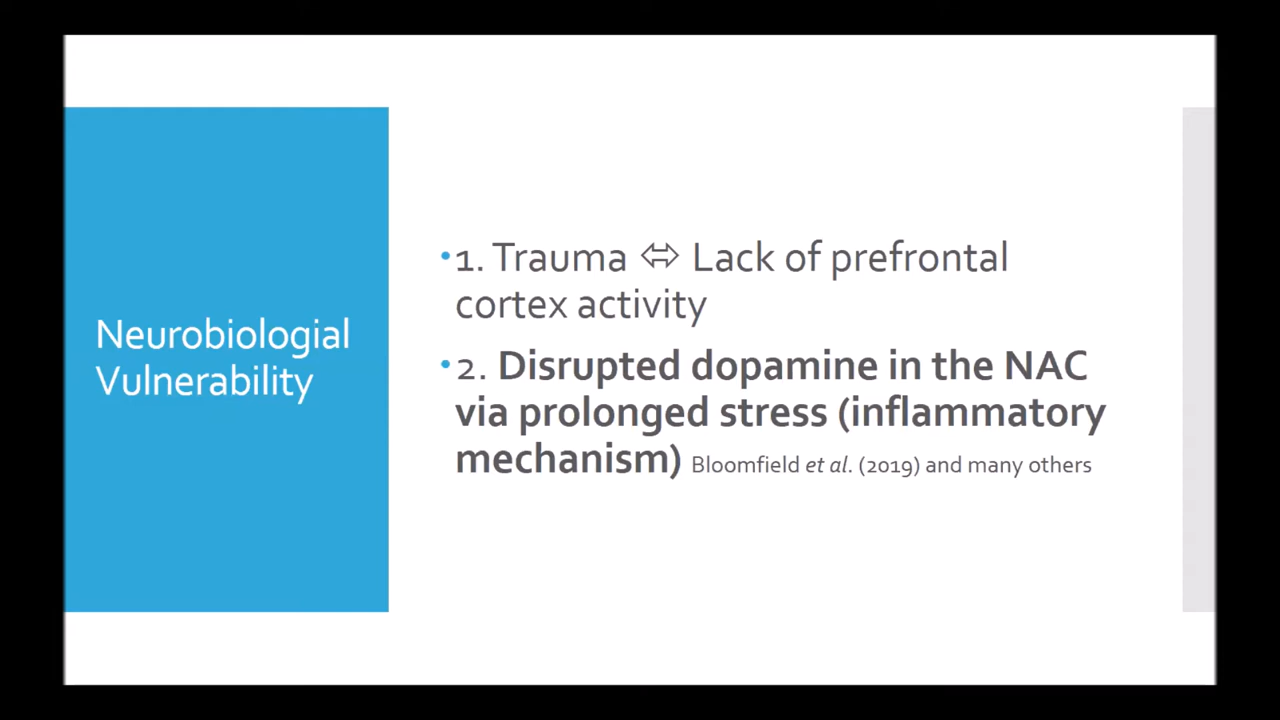 Neurobiologial
Vulnerability
•1. Trauma ⬄ Lack of prefrontal
cortex activity
•2. Disrupted dopamine in the NAC
via prolonged stress (inflammatory
mechanism) Bloomfield et al. (2019) and many others